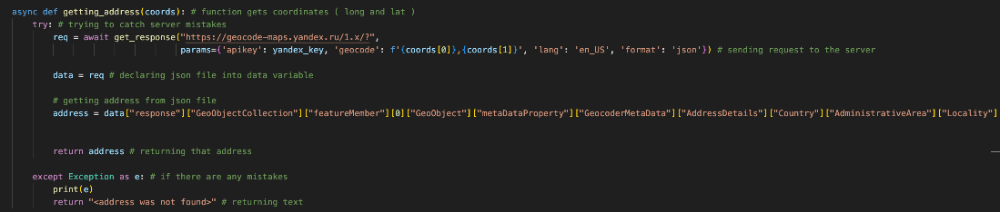 async def getting_address(coords): # function gets coordinates ( long and lat )
    try: # trying to catch server mistakes
        req = await get_response("https://geocode-maps.yandex.ru/1.x/?",
                                 params={'apikey': yandex_key, 'geocode': f'{coords[0]},{coords[1]}', 'lang': 'en_US', 'format': 'json'}) # sending request to the server
        data = req # declaring json file into data variable
        # getting address from json file
        address = data["response"]["GeoObjectCollection"]["featureMember"][0]["GeoObject"]["metaDataProperty"]["GeocoderMetaData"]["AddressDetails"]["Country"]["AdministrativeArea"]["Locality"]
        return address # returning that address
    except Exception as e: # if there are any mistakes
        print(e)
        return "<address was not found>" # returning text